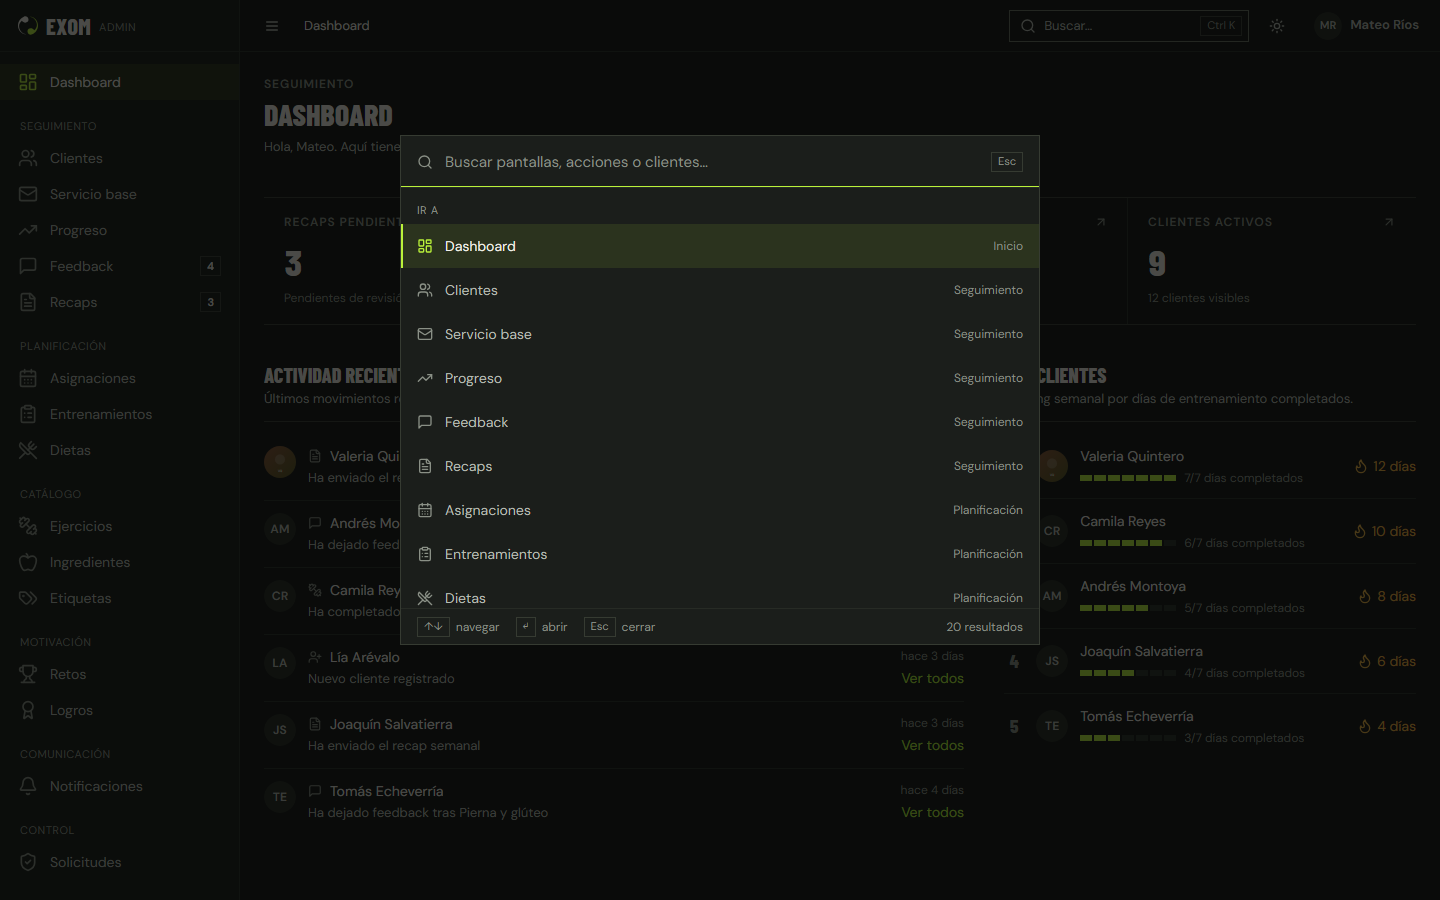 EXOM ADMIN
Dashboard
Buscar...
Ctrl K
MR
Mateo Ríos
Dashboard
SEGUIMIENTO
Clientes
Servicio base
Progreso
Feedback
4
Recaps
3
PLANIFICACIÓN
Asignaciones
Entrenamientos
Dietas
CATÁLOGO
Ejercicios
Ingredientes
Etiquetas
MOTIVACIÓN
Retos
Logros
COMUNICACIÓN
Notificaciones
CONTROL
Solicitudes
SEGUIMIENTO
DASHBOARD
Hola, Mateo. Aquí tiene
RECAPS PENDIENT
3
Pendientes de revisió
CLIENTES ACTIVOS
9
12 clientes visibles
Buscar pantallas, acciones o clientes...
Esc
IR A
Dashboard
Inicio
Clientes
Seguimiento
Servicio base
Seguimiento
Progreso
Seguimiento
Feedback
Seguimiento
Recaps
Seguimiento
Asignaciones
Planificación
Entrenamientos
Planificación
Dietas
Planificación
↑↓ navegar
↵ abrir
Esc cerrar
20 resultados
ACTIVIDAD RECIENT
Últimos movimientos r
Valeria Qui
Ha enviado el re
AM
Andrés Mo
Ha dejado feed
CR
Camila Rey
Ha completado
LA
Lía Arévalo
hace 3 días
Nuevo cliente registrado
Ver todos
JS
Joaquín Salvatierra
hace 3 días
Ha enviado el recap semanal
Ver todos
TE
Tomás Echeverría
hace 4 días
Ha dejado feedback tras Pierna y glúteo
Ver todos
CLIENTES
ng semanal por días de entrenamiento completados.
Valeria Quintero
7/7 días completados
12 días
CR
Camila Reyes
6/7 días completados
10 días
AM
Andrés Montoya
5/7 días completados
8 días
4
JS
Joaquín Salvatierra
4/7 días completados
6 días
5
TE
Tomás Echeverría
3/7 días completados
4 días